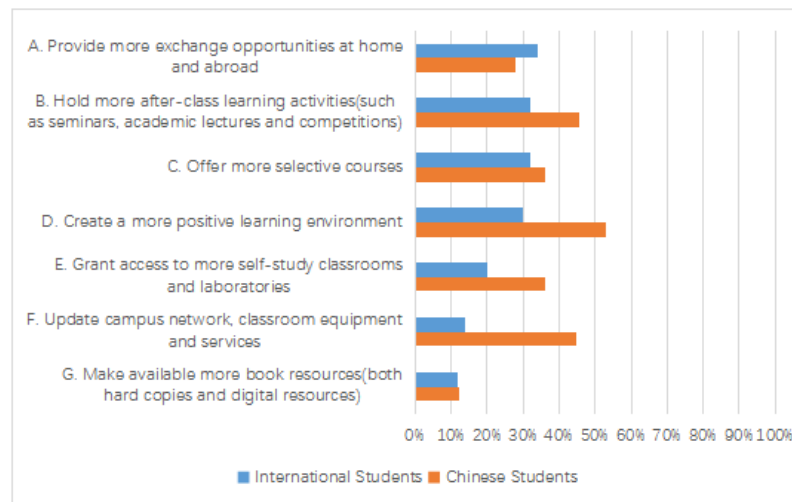 A. Provide more exchange opportunities at home
and abroad
B. Hold more after-class learning activities(such
as seminars, academic lectures and competitions)
C. Offer more selective courses
D. Create a more positive learning environment
E. Grant access to more self-study classrooms
and laboratories
F. Update campus network, classroom equipment
and services
G. Make available more book resources(both
hard copies and digital resources)
0% 10% 20% 30% 40% 50% 60% 70% 80% 90% 100%
International Students Chinese Students